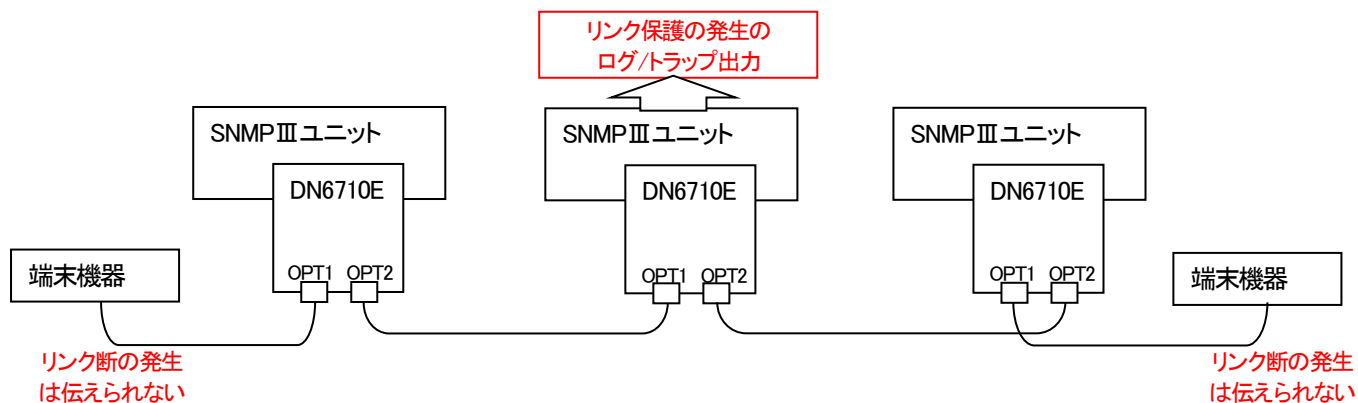 リンク保護の発生の
ログ/トラップ出力
SNMPⅢユニット
SNMPⅢユニット
SNMPⅢユニット
DN6710E
DN6710E
DN6710E
端末機器
OPT1 OPT2
OPT1 OPT2
OPT1 OPT2
端末機器
リンク断の発生
は伝えられない
リンク断の発生
は伝えられない